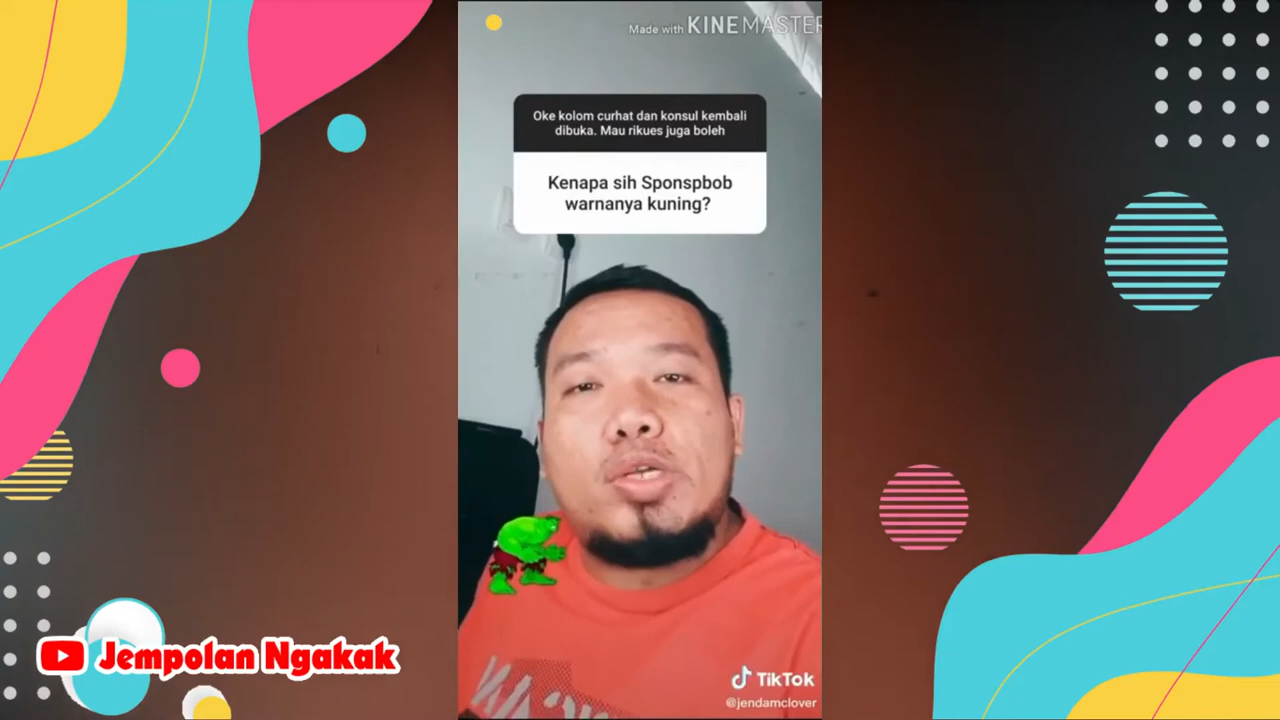 Made with KINEMASTER
Oke kolom curhat dan konsul kembali
dibuka. Mau rikues juga boleh
Kenapa sih Sponspbob
warnanya kuning?
Jempolan Ngakak
TikTok
@jendamclover